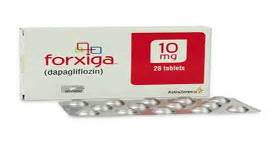 forxiga
(dapagliflozin)
10 mg
28 tablets
AstraZeneca